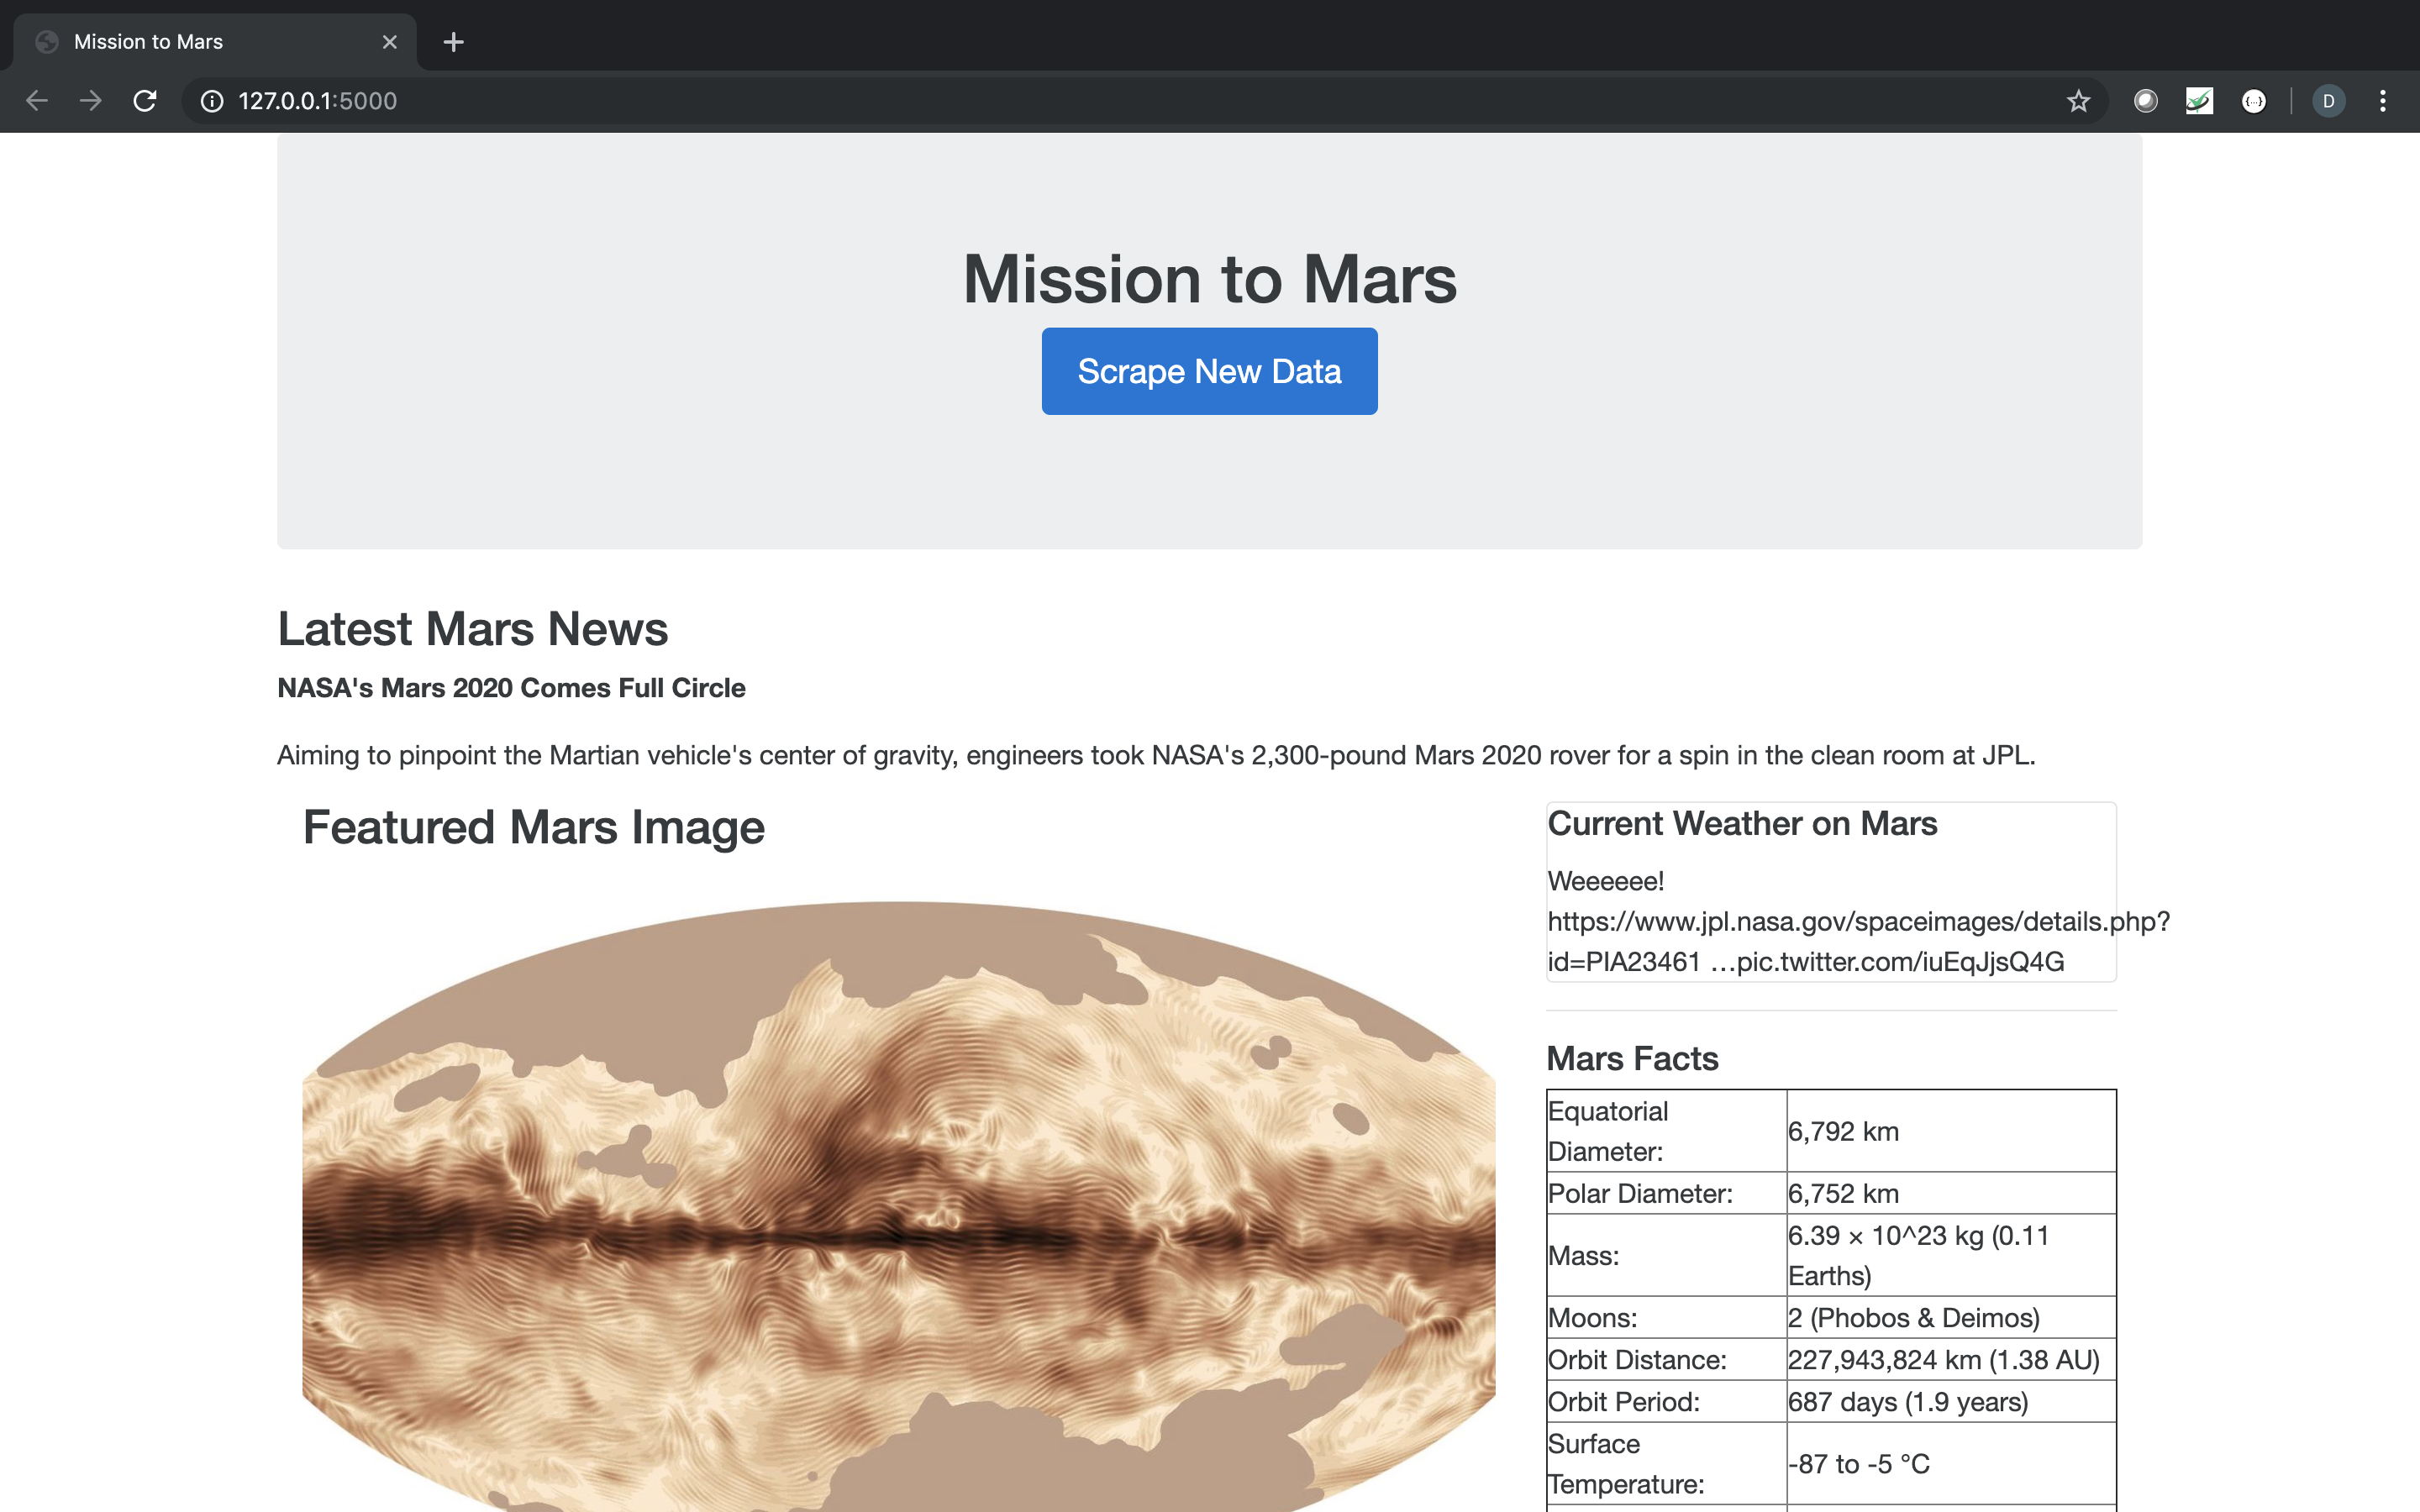 Mission to Mars
127.0.0.1:5000
D
Mission to Mars
Scrape New Data
Latest Mars News
NASA's Mars 2020 Comes Full Circle
Aiming to pinpoint the Martian vehicle's center of gravity, engineers took NASA's 2,300-pound Mars 2020 rover for a spin in the clean room at JPL.
Featured Mars Image
Current Weather on Mars
Weeeeee!
https://www.jpl.nasa.gov/spaceimages/details.php?
id=PIA23461 …pic.twitter.com/iuEqJjsQ4G
Mars Facts
Equatorial
Diameter:
6,792 km
Polar Diameter: 6,752 km
Mass:
6.39 × 10^23 kg (0.11
Earths)
Moons: 2 (Phobos & Deimos)
Orbit Distance: 227,943,824 km (1.38 AU)
Orbit Period: 687 days (1.9 years)
Surface
Temperature:
-87 to -5 °C